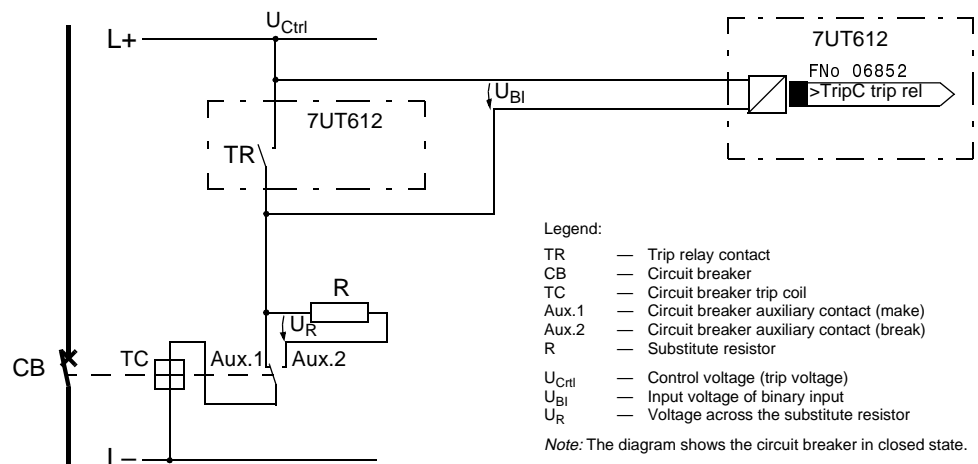 U_Ctrl
L+
7UT612
FNo 06852
>TripC trip rel
U_BI
7UT612
TR
Legend:
TR — Trip relay contact
CB — Circuit breaker
TC — Circuit breaker trip coil
Aux.1 — Circuit breaker auxiliary contact (make)
Aux.2 — Circuit breaker auxiliary contact (break)
R — Substitute resistor
U_Crtl — Control voltage (trip voltage)
U_BI — Input voltage of binary input
U_R — Voltage across the substitute resistor
Note: The diagram shows the circuit breaker in closed state.
R
U_R
CB
TC
Aux.1
Aux.2
L–